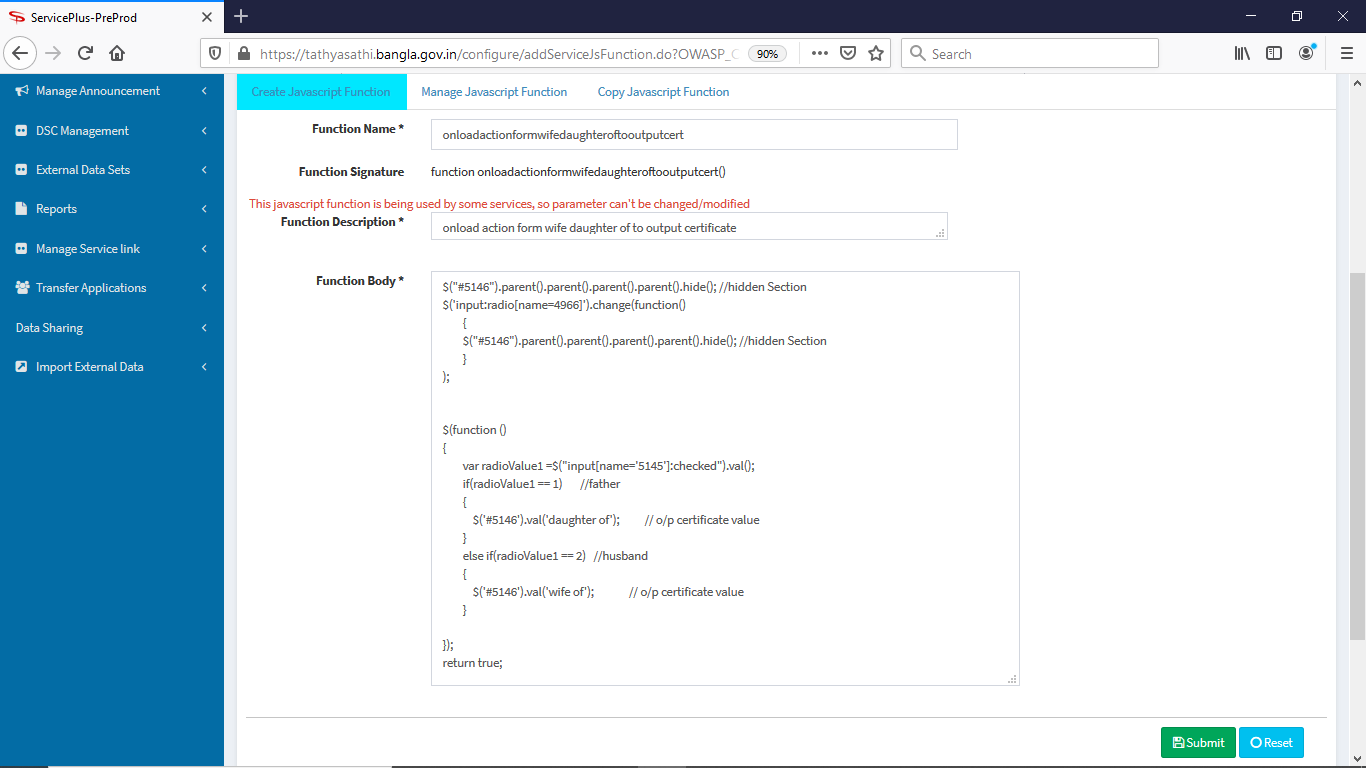 ServicePlus-PreProd
https://tathyasathi.bangla.gov.in/configure/addServiceJsFunction.do?OWASP_C
90%
Search
Manage Announcement
DSC Management
External Data Sets
Reports
Manage Service link
Transfer Applications
Data Sharing
Import External Data
Create Javascript Function
Manage Javascript Function
Copy Javascript Function
Function Name *
onloadactionformwifedaughteroftooutputcert
Function Signature
function onloadactionformwifedaughteroftooutputcert()
This javascript function is being used by some services, so parameter can't be changed/modified
Function Description *
onload action form wife daughter of to output certificate
Function Body *
$("#5146").parent().parent().parent().parent().hide(); //hidden Section
$('input:radio[name=4966]').change(function()
{
$("#5146").parent().parent().parent().parent().hide(); //hidden Section
}
);
$(function ()
{
var radioValue1 =$("input[name='5145']:checked").val();
if(radioValue1 == 1) //father
{
$('#5146').val('daughter of'); // o/p certificate value
}
else if(radioValue1 == 2) //husband
{
$('#5146').val('wife of'); // o/p certificate value
}
});
return true;
Submit
Reset